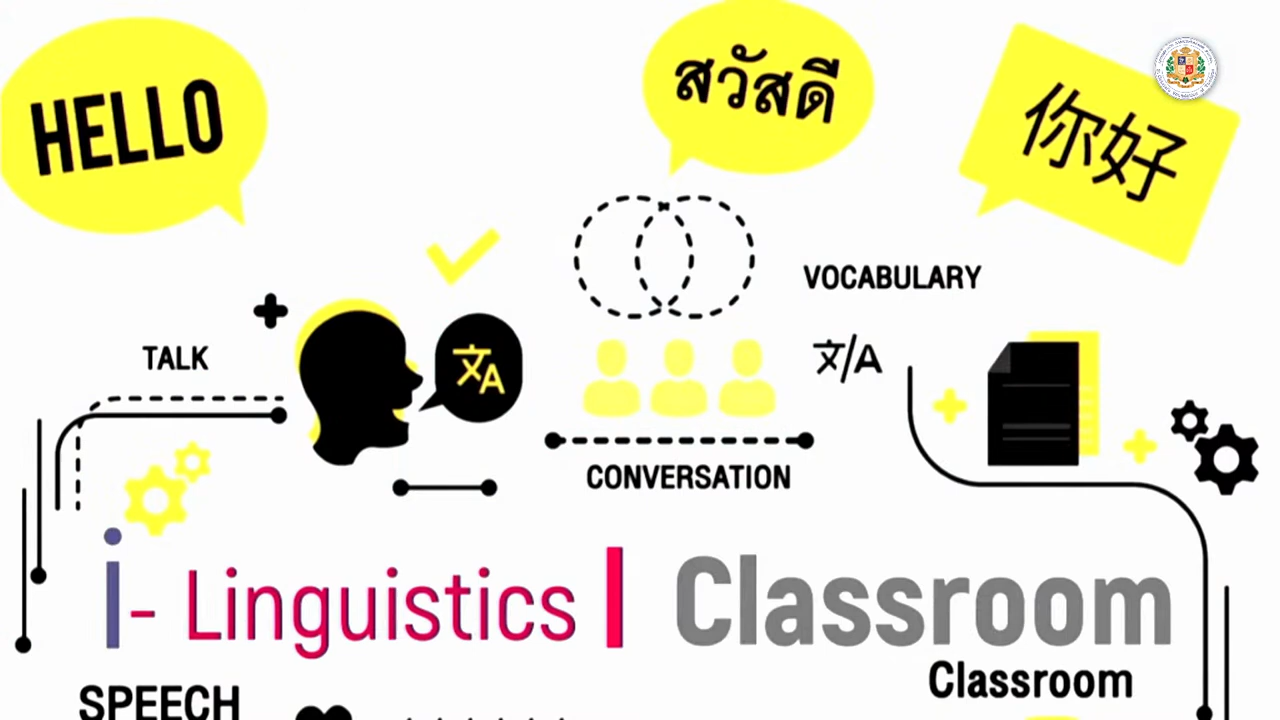 HELLO
สวัสดี
你好
VOCABULARY
TALK
文A
文/A
CONVERSATION
i- Linguistics | Classroom
Classroom
SPEECH